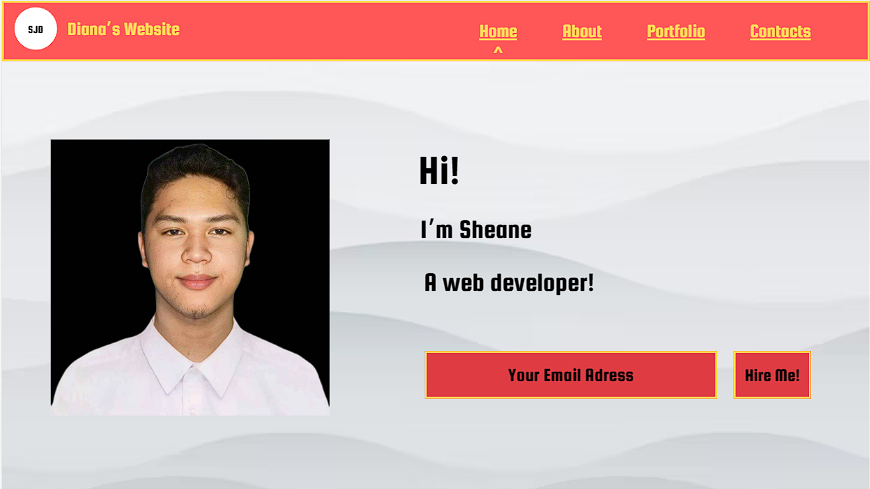 SJD
Diana's Website
Home About Portfolio Contacts
^
Hi!
I'm Sheane
A web developer!
Your Email Adress
Hire Me!